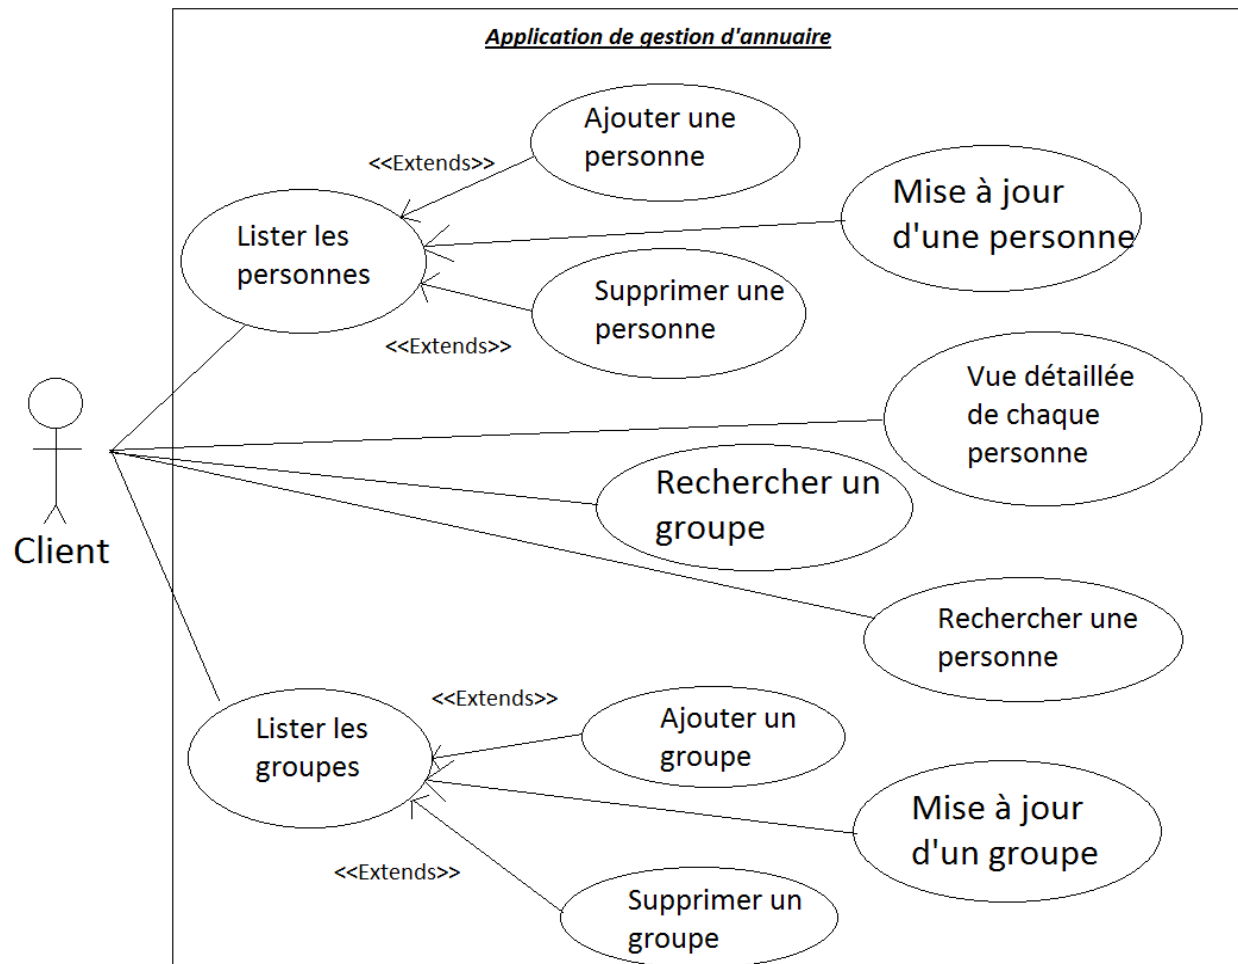 Application de gestion d'annuaire
Ajouter une
personne
<<Extends>>
Mise à jour
d'une personne
Lister les
personnes
Supprimer une
personne
<<Extends>>
Vue détaillée
de chaque
personne
Rechercher un
groupe
Client
Rechercher une
personne
<<Extends>>
Ajouter un
groupe
Lister les
groupes
Mise à jour
d'un groupe
<<Extends>>
Supprimer un
groupe